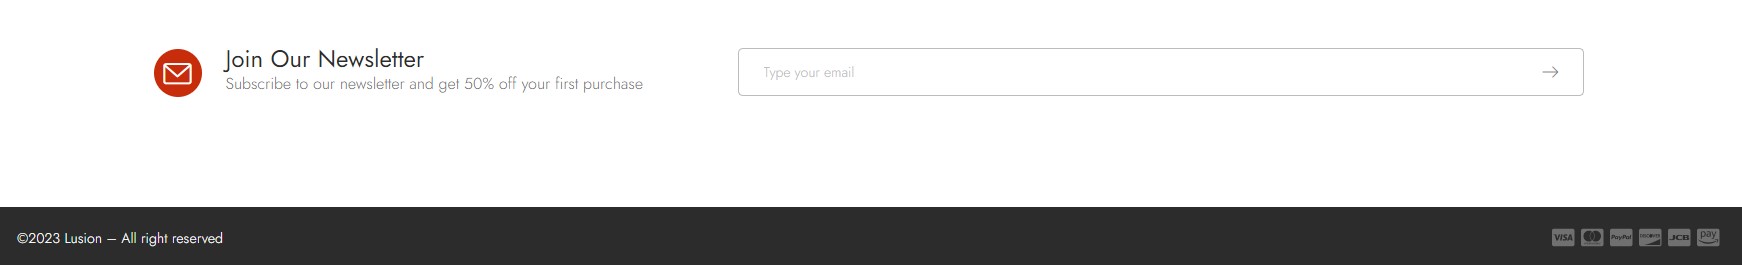 Join Our Newsletter
Subscribe to our newsletter and get 50% off your first purchase
Type your email
©2023 Lusion – All right reserved
VISA PayPal DISCOVER JCB pay